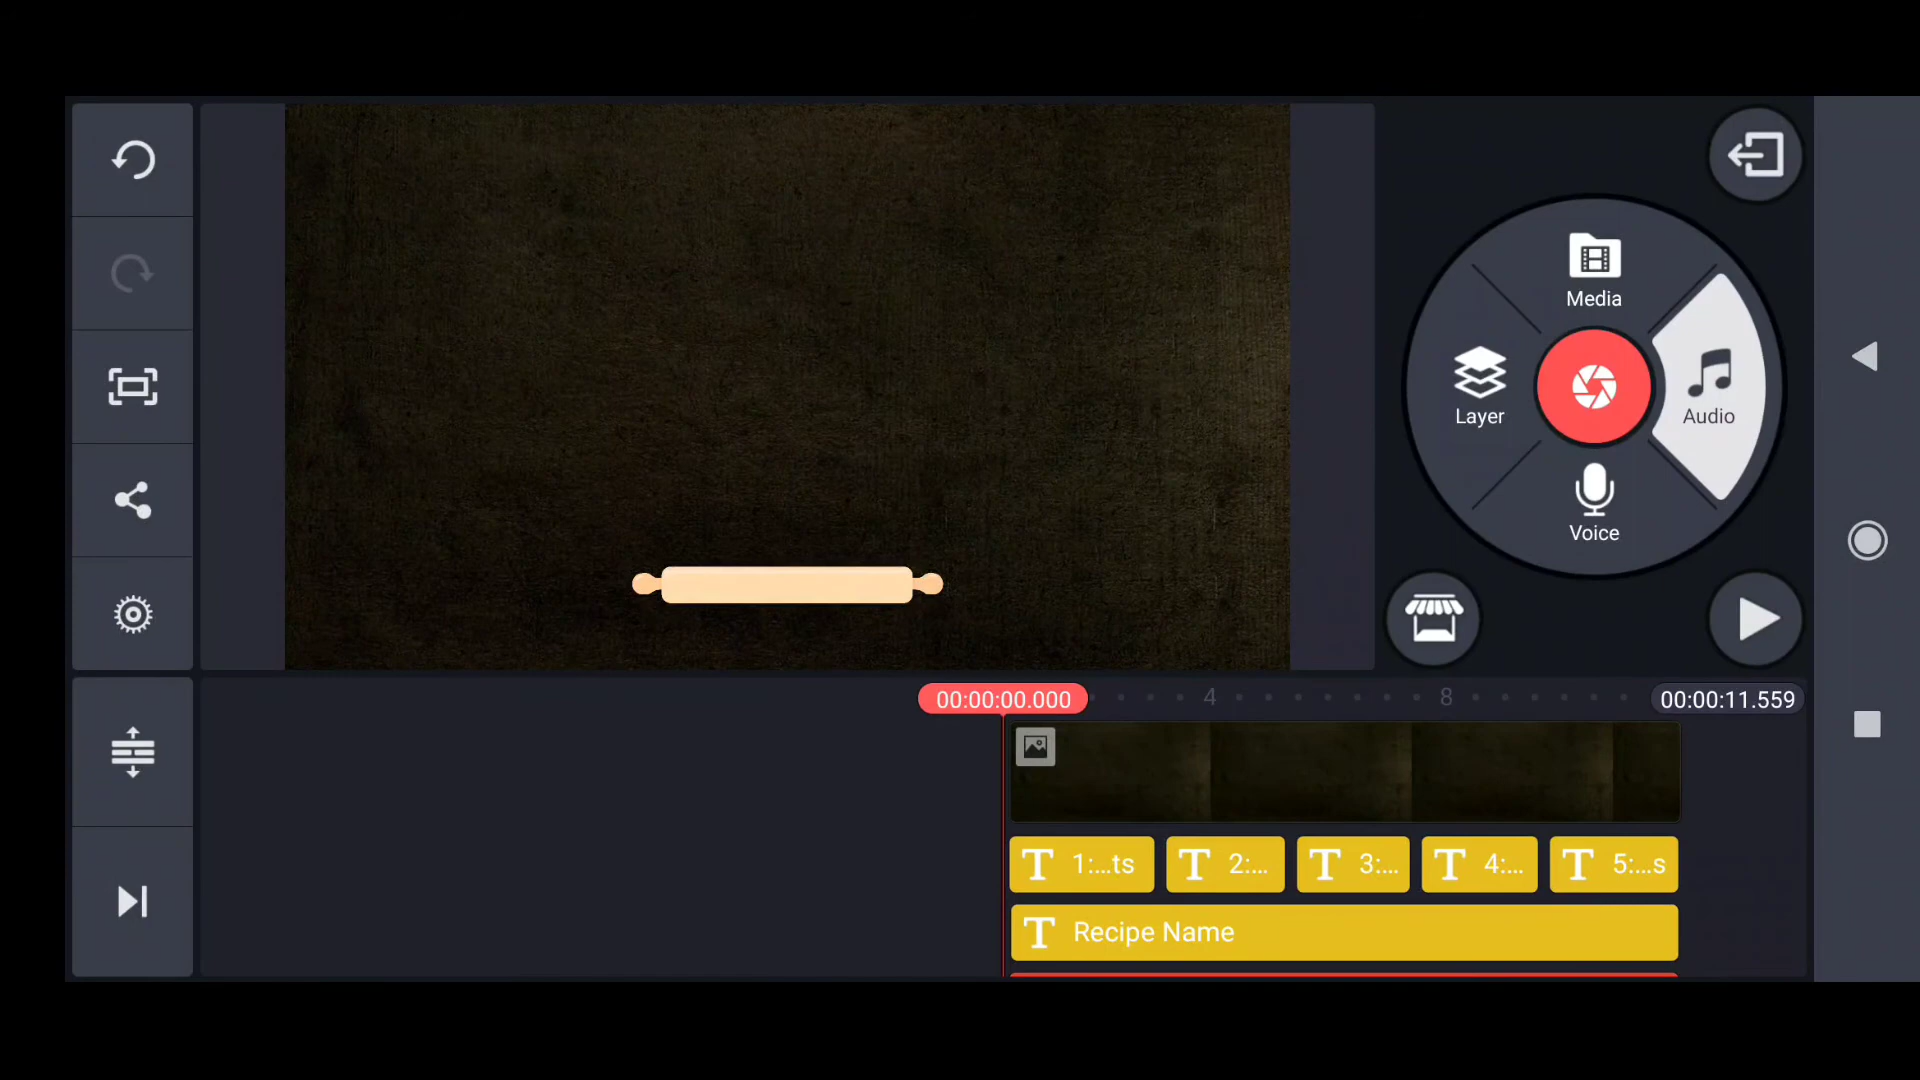 Media
Layer
Audio
Voice
00:00:00.000
4
8
00:00:11.559
T 1:...ts
T 2:...
T 3:...
T 4:...
T 5:...s
T Recipe Name